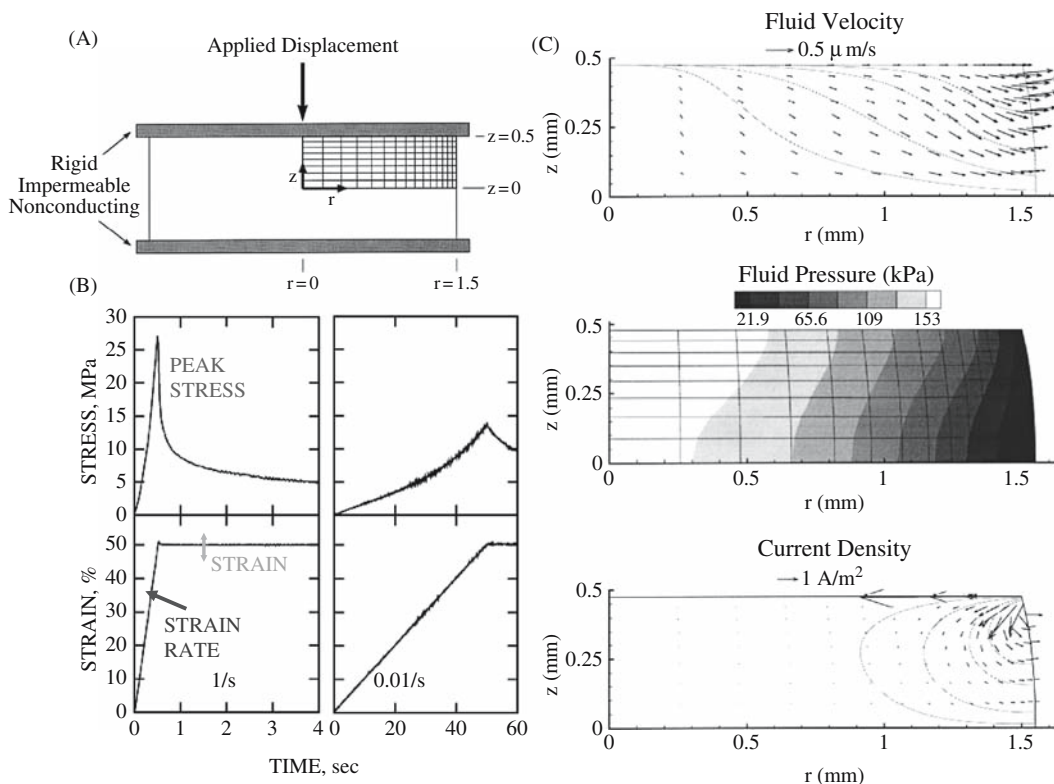 (A)
Applied Displacement
Rigid
Impermeable
Nonconducting
z
r
z = 0.5
z = 0
r = 0
r = 1.5
(B)
STRESS, MPa
30
25
20
15
10
5
0
PEAK
STRESS
STRAIN, %
50
40
30
20
10
0
STRAIN
STRAIN
RATE
1/s
0.01/s
0 1 2 3 4
0 20 40 60
TIME, sec
(C)
Fluid Velocity
0.5 μ m/s
z (mm)
0.5
0.25
0
0 0.5 1 1.5
r (mm)
Fluid Pressure (kPa)
21.9 65.6 109 153
z (mm)
0.5
0.25
0
0 0.5 1 1.5
r (mm)
Current Density
1 A/m²
z (mm)
0.5
0.25
0
0 0.5 1 1.5
r (mm)